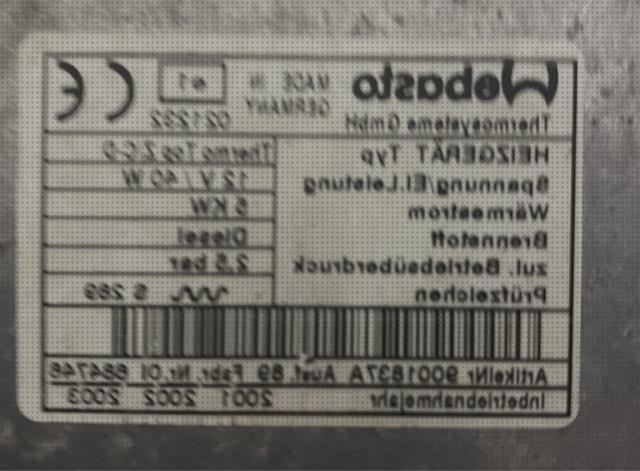 Webasto MADE IN GERMANY e1 CE
Thermosysteme GmbH 021232
HEIZGERÄT Typ Thermo Top Z C-D
Spannung/El.Leistung 12 V / 40 W
Wärmestrom 5 KW
Brennstoff Diesel
zul. Betriebsüberdruck 2,5 bar
Prüfzeichen S 289
ArtikelNr 9001837A Ausf. 89 Fabr. Nr. 01 684746
Inbetriebnahmejahr 2001 2002 2003